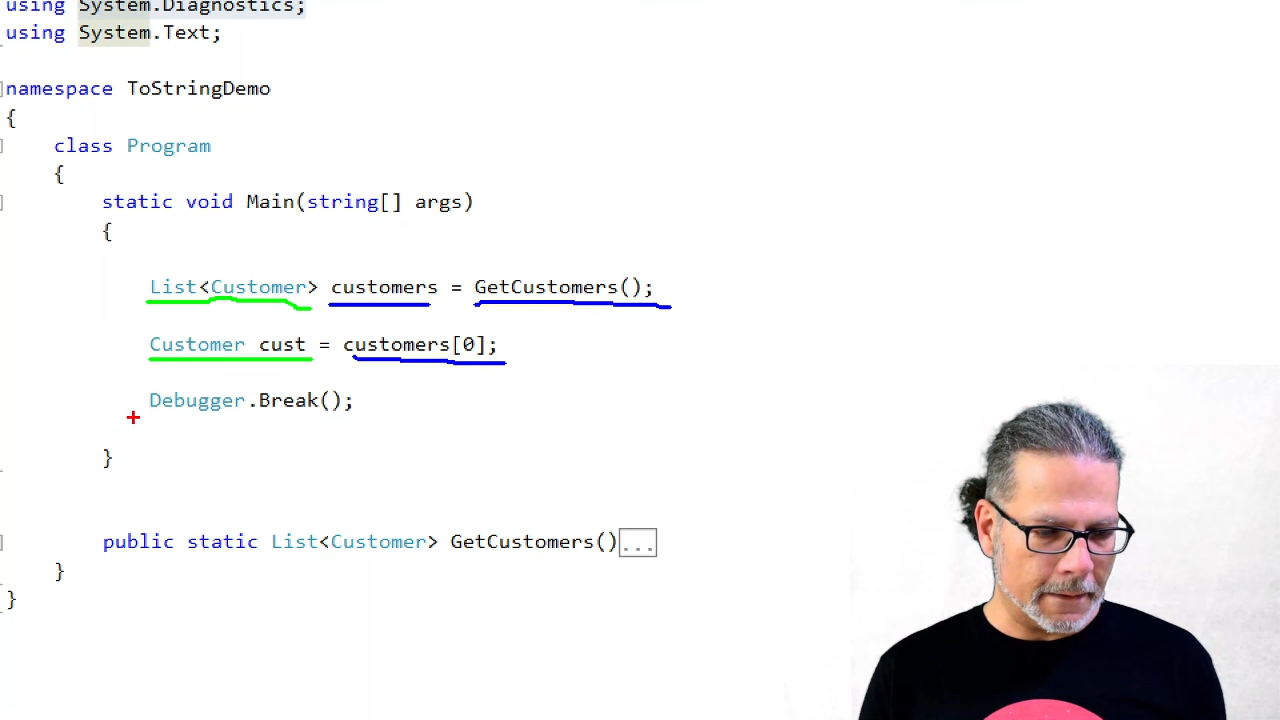 using System.Diagnostics;
using System.Text;
namespace ToStringDemo
{
class Program
{
static void Main(string[] args)
{
List<Customer> customers = GetCustomers();
Customer cust = customers[0];
Debugger.Break();
}
public static List<Customer> GetCustomers()...
}
}